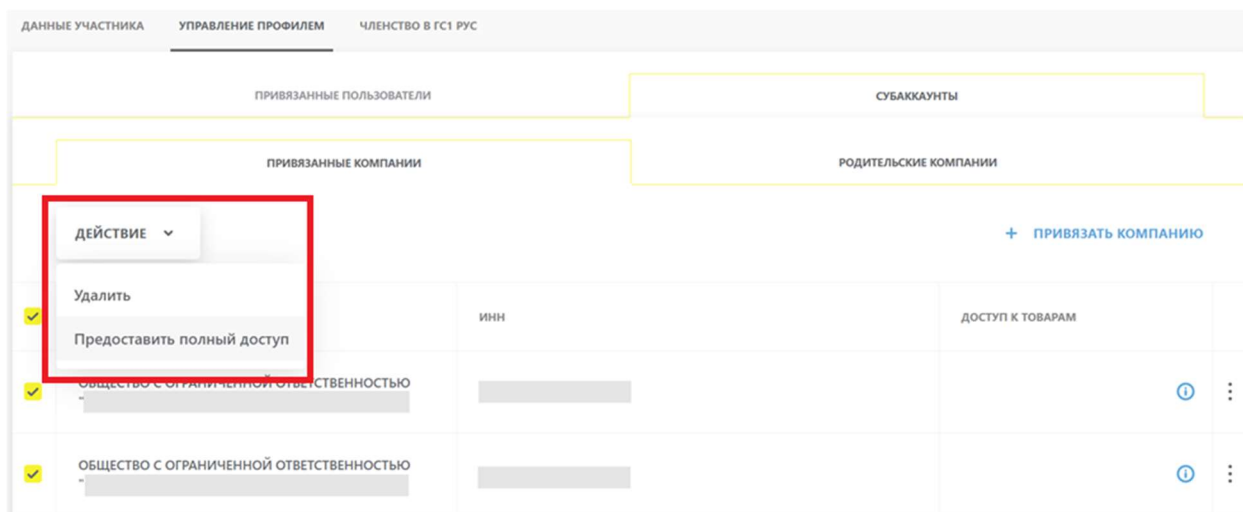 ДАННЫЕ УЧАСТНИКА УПРАВЛЕНИЕ ПРОФИЛЕМ ЧЛЕНСТВО В ГС1 РУС
ПРИВЯЗАННЫЕ ПОЛЬЗОВАТЕЛИ СУБАККАУНТЫ
ПРИВЯЗАННЫЕ КОМПАНИИ РОДИТЕЛЬСКИЕ КОМПАНИИ
ДЕЙСТВИЕ + ПРИВЯЗАТЬ КОМПАНИЮ
Удалить
ИНН ДОСТУП К ТОВАРАМ
Предоставить полный доступ
ОБЩЕСТВО С ОГРАНИЧЕННОЙ ОТВЕТСТВЕННОСТЬЮ
"
ОБЩЕСТВО С ОГРАНИЧЕННОЙ ОТВЕТСТВЕННОСТЬЮ
"